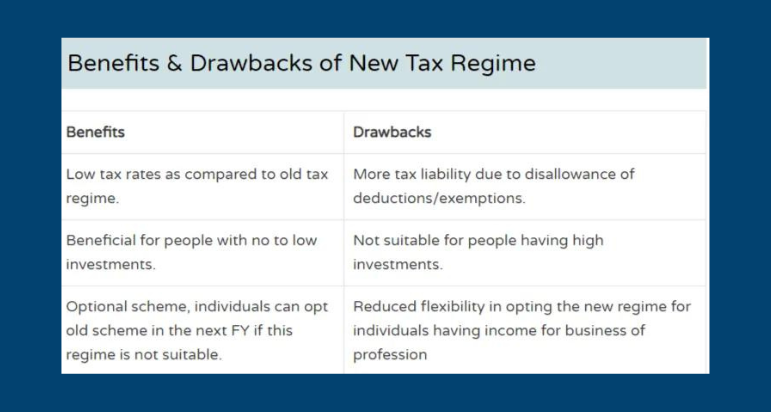 Benefits & Drawbacks of New Tax Regime
Benefits
Drawbacks
Low tax rates as compared to old tax
regime.
More tax liability due to disallowance of
deductions/exemptions.
Beneficial for people with no to low
investments.
Not suitable for people having high
investments.
Optional scheme, individuals can opt
old scheme in the next FY if this
regime is not suitable.
Reduced flexibility in opting the new regime for
individuals having income for business of
profession